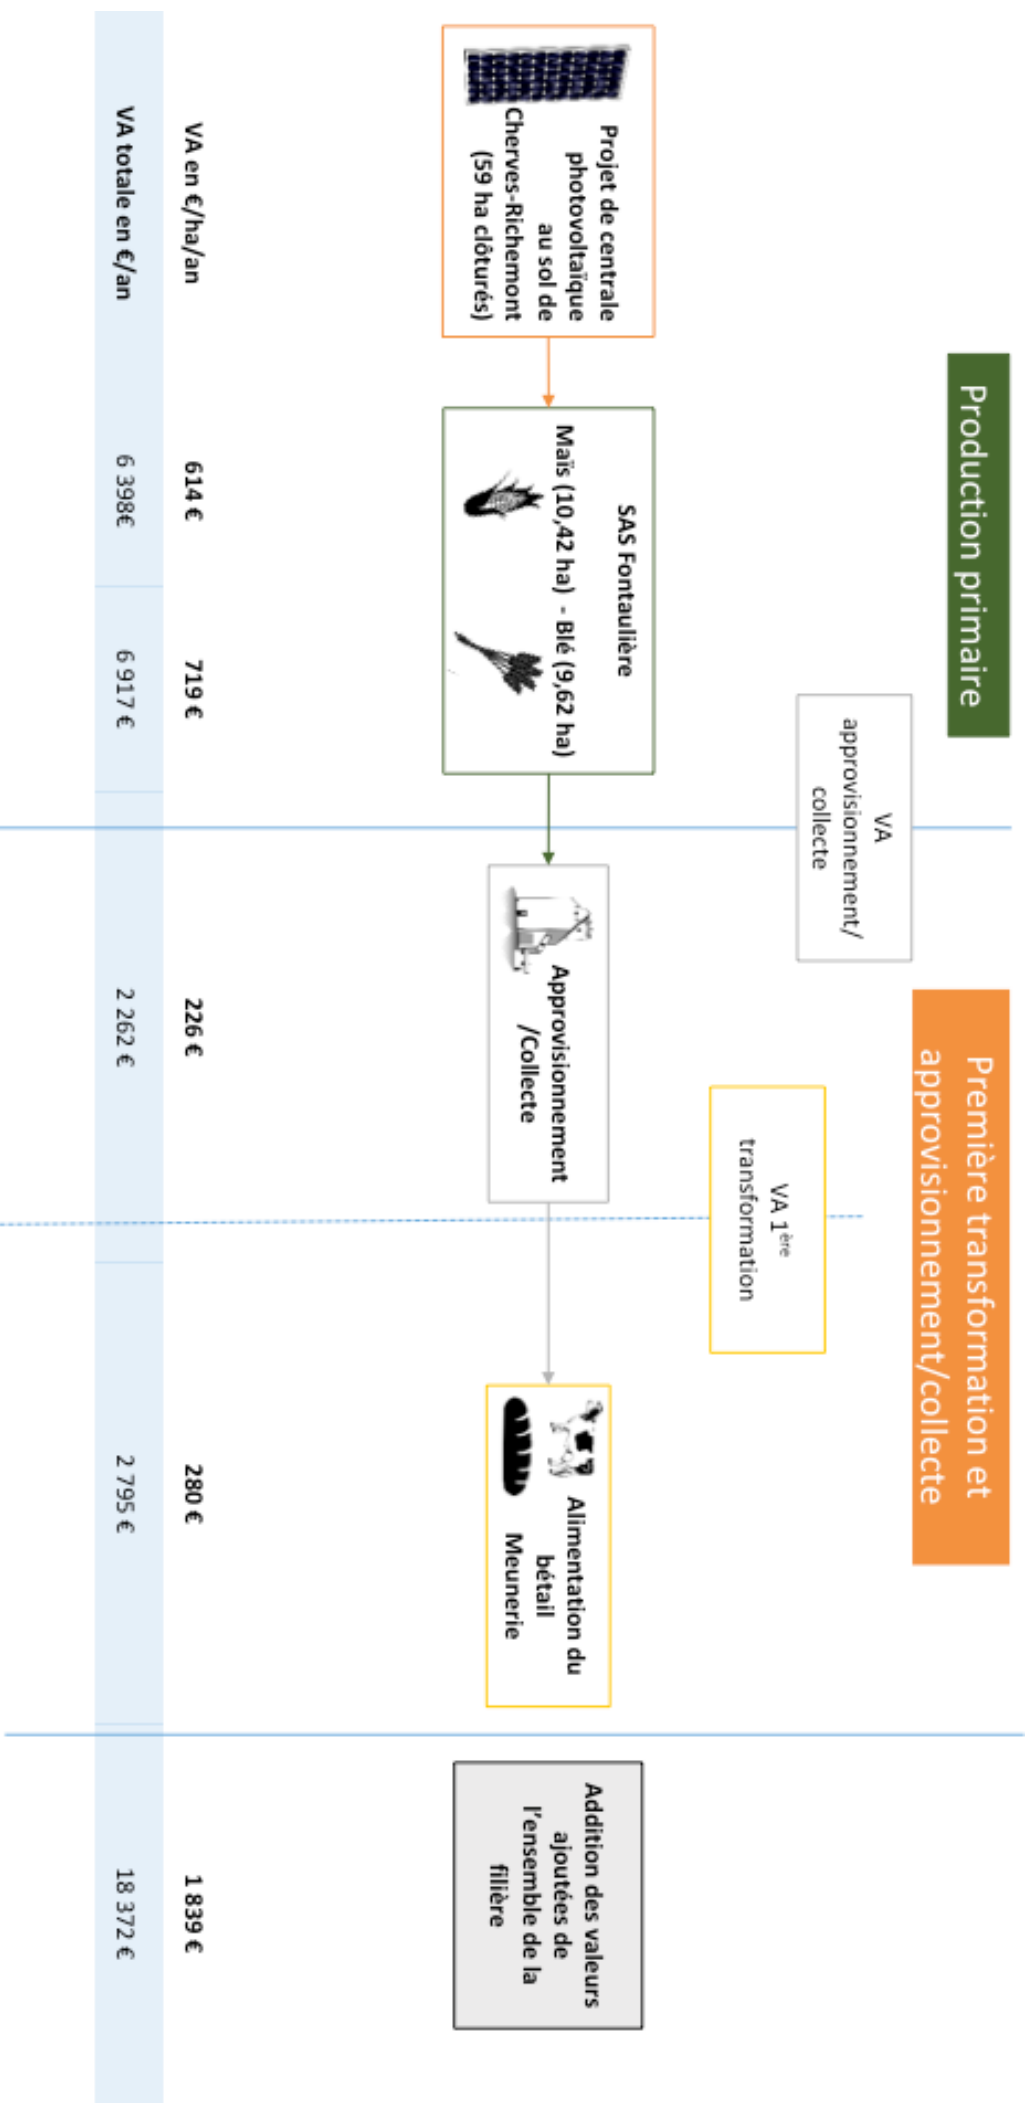 Production primaire
Première transformation et
approvisionnement/collecte
VA
approvisionnement/
collecte
VA 1ère
transformation
Projet de centrale
photovoltaïque
au sol de
Cherves-Richemont
(59 ha clôturés)
SAS Fontaulière
Maïs (10,42 ha) - Blé (9,62 ha)
Approvisionnement
/Collecte
Alimentation du
bétail
Meunerie
Addition des valeurs
ajoutées de
l'ensemble de la
filière
VA en €/ha/an 614 € 719 € 226 € 280 € 1 839 €
VA totale en €/an 6 398€ 6 917 € 2 262 € 2 795 € 18 372 €